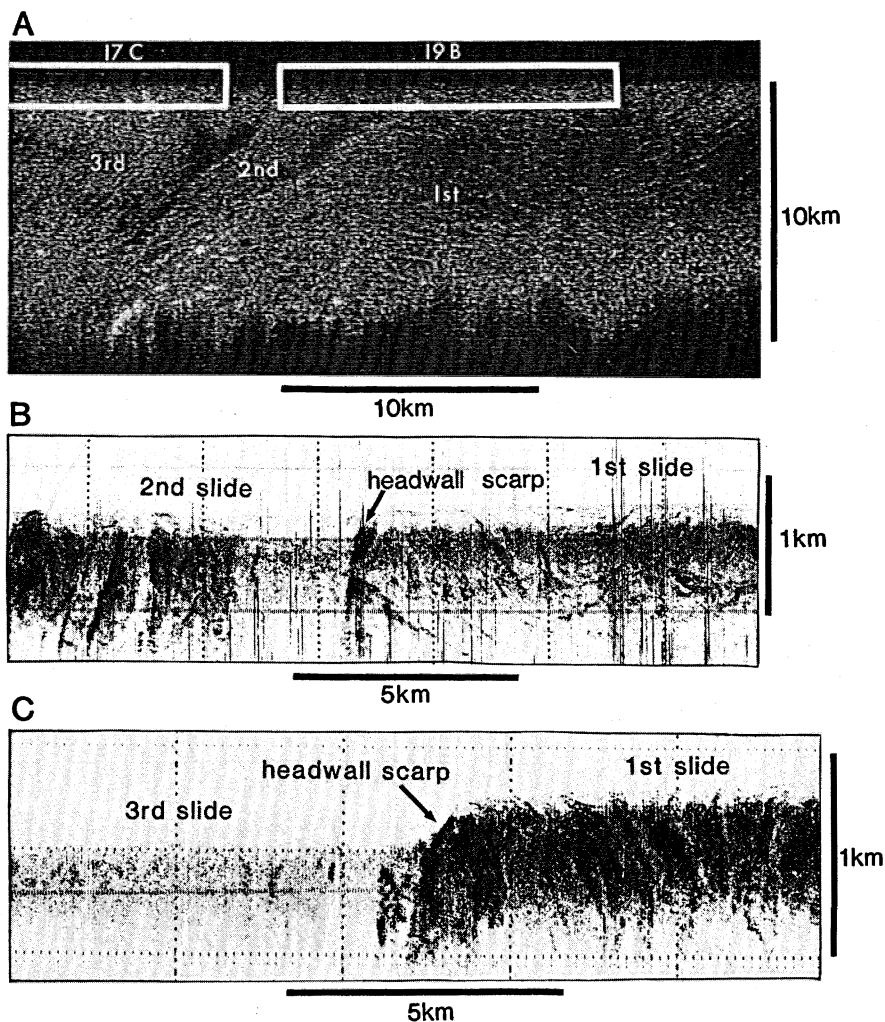 A
17 C
19 B
3rd
2nd
1st
10km
10km
B
2nd slide
headwall scarp
1st slide
1km
5km
C
headwall scarp
1st slide
3rd slide
1km
5km